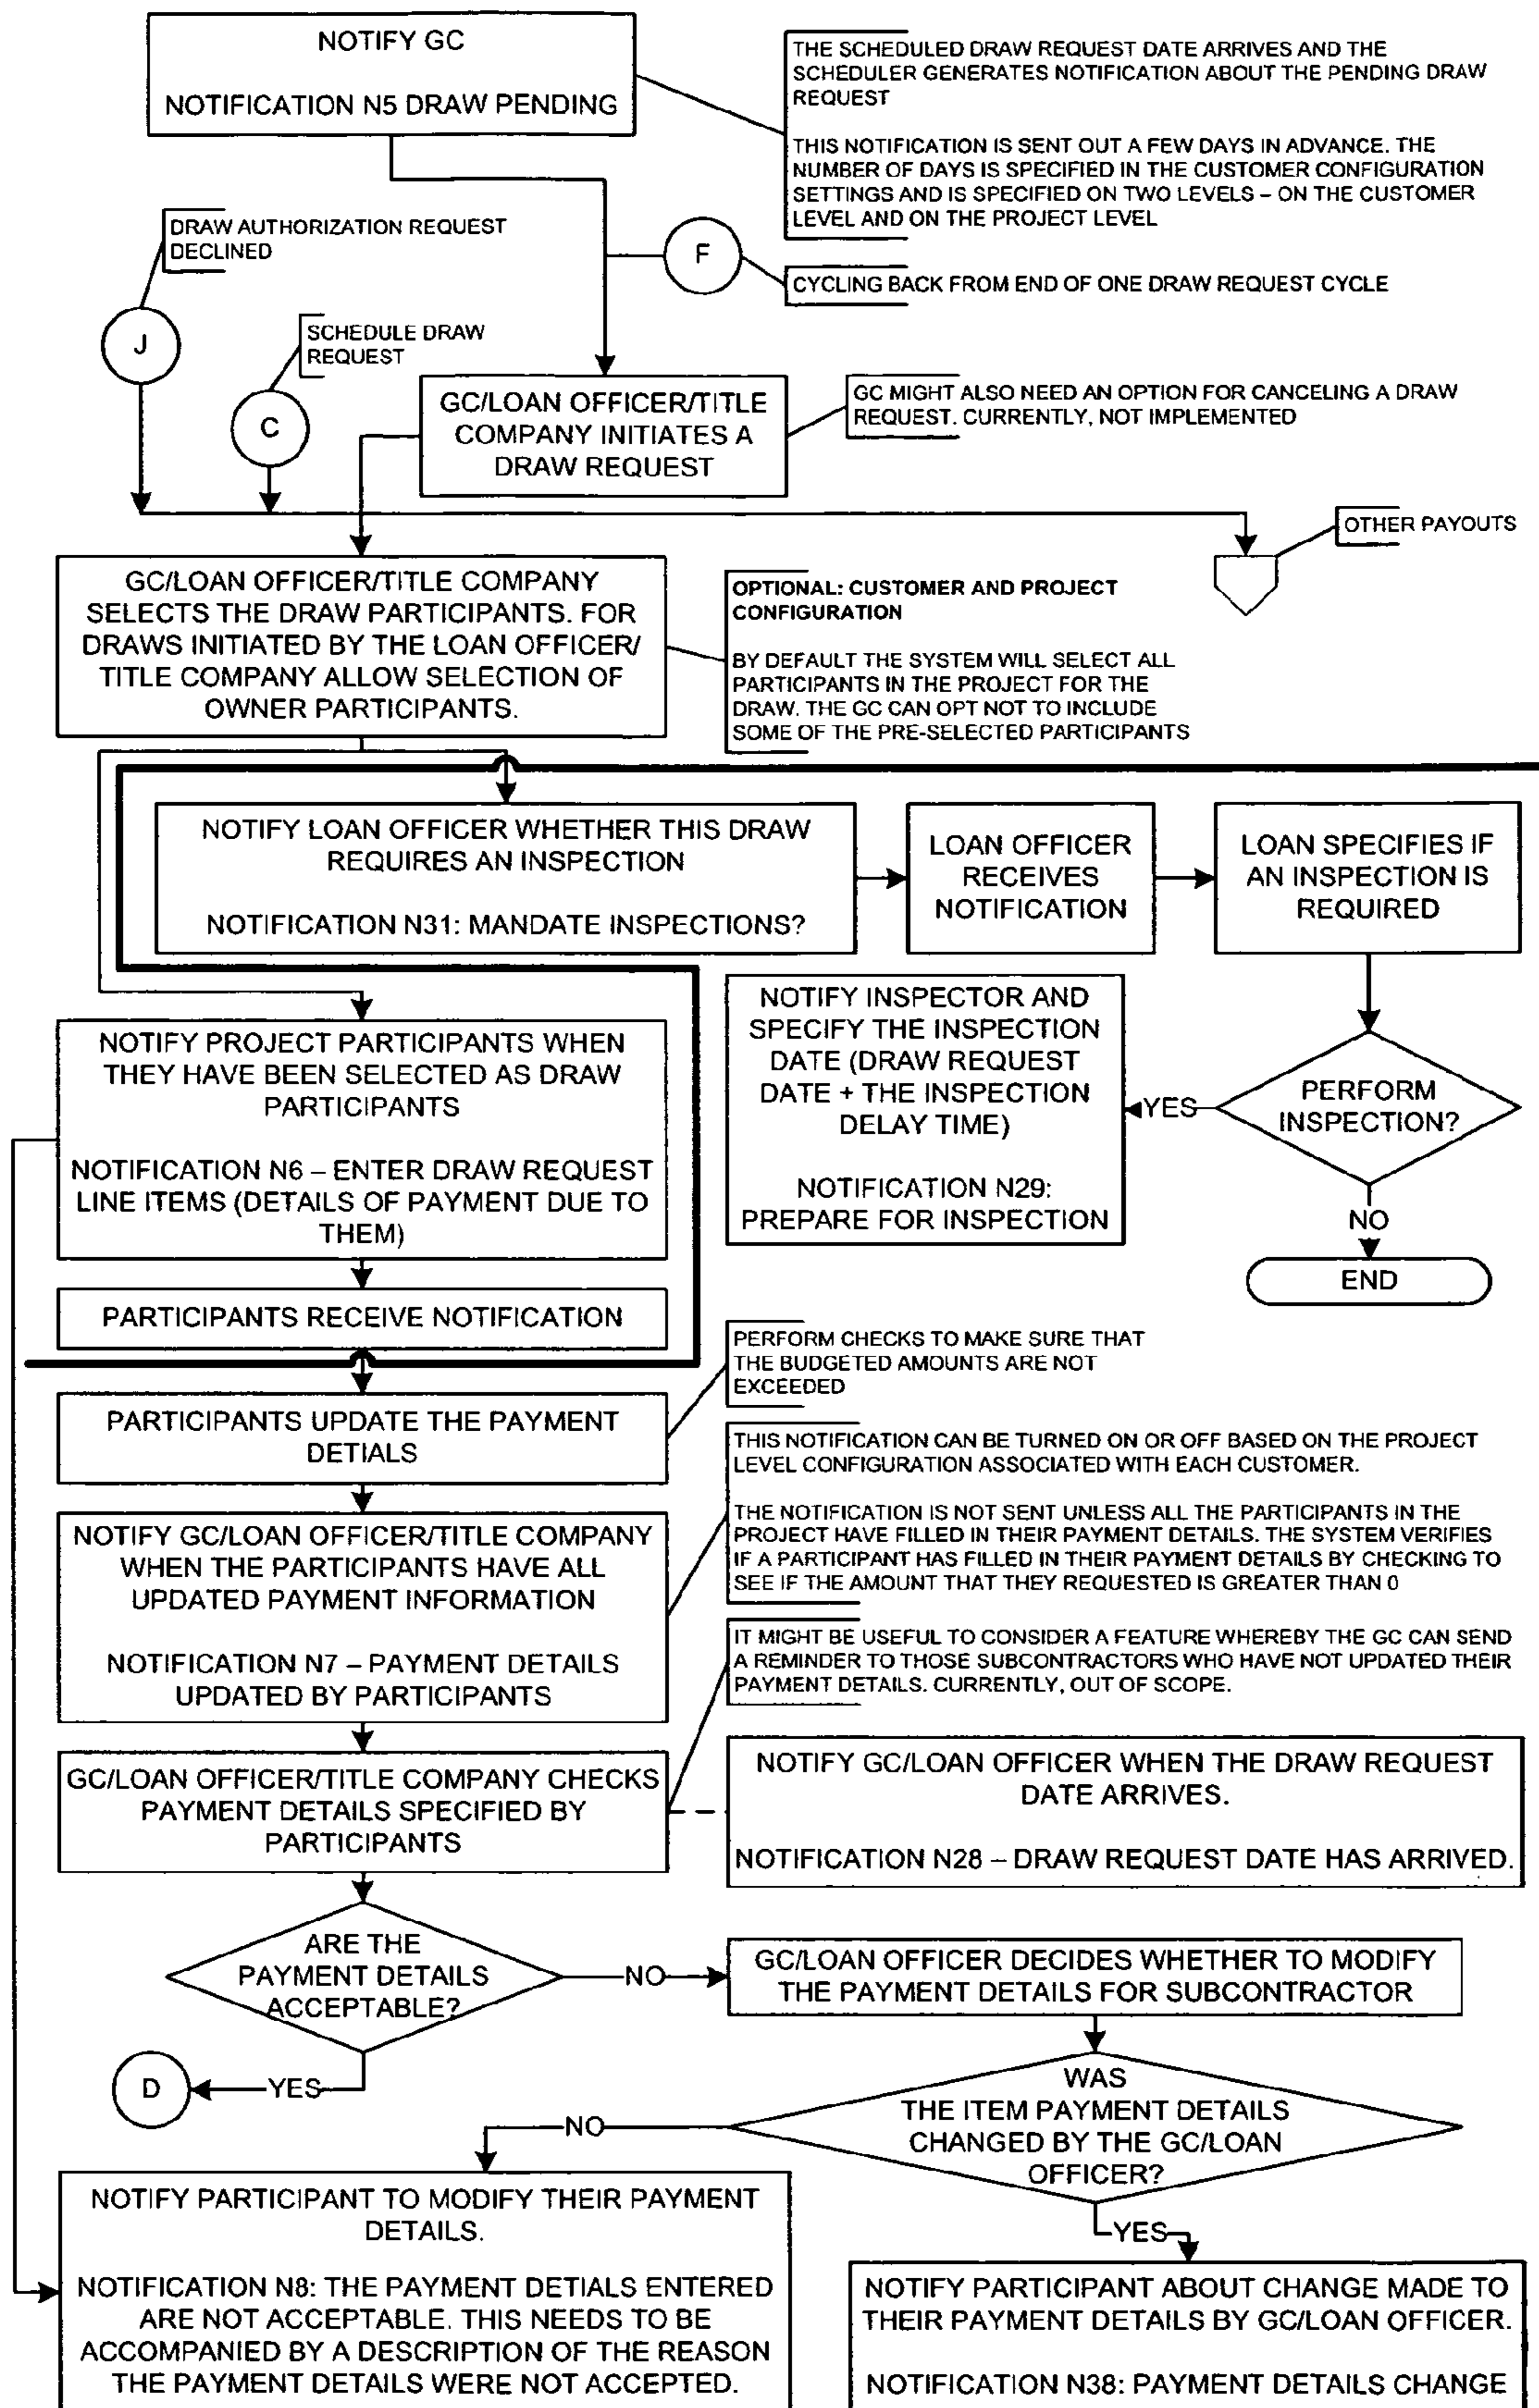 NOTIFY GC
NOTIFICATION N5 DRAW PENDING
THE SCHEDULED DRAW REQUEST DATE ARRIVES AND THE
SCHEDULER GENERATES NOTIFICATION ABOUT THE PENDING DRAW
REQUEST
THIS NOTIFICATION IS SENT OUT A FEW DAYS IN ADVANCE. THE
NUMBER OF DAYS IS SPECIFIED IN THE CUSTOMER CONFIGURATION
SETTINGS AND IS SPECIFIED ON TWO LEVELS – ON THE CUSTOMER
LEVEL AND ON THE PROJECT LEVEL
DRAW AUTHORIZATION REQUEST
DECLINED
F
CYCLING BACK FROM END OF ONE DRAW REQUEST CYCLE
J
SCHEDULE DRAW
REQUEST
C
GC/LOAN OFFICER/TITLE
COMPANY INITIATES A
DRAW REQUEST
GC MIGHT ALSO NEED AN OPTION FOR CANCELING A DRAW
REQUEST. CURRENTLY, NOT IMPLEMENTED
OTHER PAYOUTS
GC/LOAN OFFICER/TITLE COMPANY
SELECTS THE DRAW PARTICIPANTS. FOR
DRAWS INITIATED BY THE LOAN OFFICER/
TITLE COMPANY ALLOW SELECTION OF
OWNER PARTICIPANTS.
OPTIONAL: CUSTOMER AND PROJECT
CONFIGURATION
BY DEFAULT THE SYSTEM WILL SELECT ALL
PARTICIPANTS IN THE PROJECT FOR THE
DRAW. THE GC CAN OPT NOT TO INCLUDE
SOME OF THE PRE-SELECTED PARTICIPANTS
NOTIFY LOAN OFFICER WHETHER THIS DRAW
REQUIRES AN INSPECTION
NOTIFICATION N31: MANDATE INSPECTIONS?
LOAN OFFICER
RECEIVES
NOTIFICATION
LOAN SPECIFIES IF
AN INSPECTION IS
REQUIRED
NOTIFY INSPECTOR AND
SPECIFY THE INSPECTION
DATE (DRAW REQUEST
DATE + THE INSPECTION
DELAY TIME)
NOTIFICATION N29:
PREPARE FOR INSPECTION
YES
PERFORM
INSPECTION?
NO
END
NOTIFY PROJECT PARTICIPANTS WHEN
THEY HAVE BEEN SELECTED AS DRAW
PARTICIPANTS
NOTIFICATION N6 – ENTER DRAW REQUEST
LINE ITEMS (DETAILS OF PAYMENT DUE TO
THEM)
PARTICIPANTS RECEIVE NOTIFICATION
PERFORM CHECKS TO MAKE SURE THAT
THE BUDGETED AMOUNTS ARE NOT
EXCEEDED
PARTICIPANTS UPDATE THE PAYMENT
DETIALS
THIS NOTIFICATION CAN BE TURNED ON OR OFF BASED ON THE PROJECT
LEVEL CONFIGURATION ASSOCIATED WITH EACH CUSTOMER.
THE NOTIFICATION IS NOT SENT UNLESS ALL THE PARTICIPANTS IN THE
PROJECT HAVE FILLED IN THEIR PAYMENT DETAILS. THE SYSTEM VERIFIES
IF A PARTICIPANT HAS FILLED IN THEIR PAYMENT DETAILS BY CHECKING TO
SEE IF THE AMOUNT THAT THEY REQUESTED IS GREATER THAN 0
NOTIFY GC/LOAN OFFICER/TITLE COMPANY
WHEN THE PARTICIPANTS HAVE ALL
UPDATED PAYMENT INFORMATION
NOTIFICATION N7 – PAYMENT DETAILS
UPDATED BY PARTICIPANTS
IT MIGHT BE USEFUL TO CONSIDER A FEATURE WHEREBY THE GC CAN SEND
A REMINDER TO THOSE SUBCONTRACTORS WHO HAVE NOT UPDATED THEIR
PAYMENT DETAILS. CURRENTLY, OUT OF SCOPE.
GC/LOAN OFFICER/TITLE COMPANY CHECKS
PAYMENT DETAILS SPECIFIED BY
PARTICIPANTS
NOTIFY GC/LOAN OFFICER WHEN THE DRAW REQUEST
DATE ARRIVES.
NOTIFICATION N28 – DRAW REQUEST DATE HAS ARRIVED.
ARE THE
PAYMENT DETAILS
ACCEPTABLE?
NO
GC/LOAN OFFICER DECIDES WHETHER TO MODIFY
THE PAYMENT DETAILS FOR SUBCONTRACTOR
D
YES
WAS
THE ITEM PAYMENT DETAILS
CHANGED BY THE GC/LOAN
OFFICER?
NO
YES
NOTIFY PARTICIPANT TO MODIFY THEIR PAYMENT
DETAILS.
NOTIFICATION N8: THE PAYMENT DETIALS ENTERED
ARE NOT ACCEPTABLE. THIS NEEDS TO BE
ACCOMPANIED BY A DESCRIPTION OF THE REASON
THE PAYMENT DETAILS WERE NOT ACCEPTED.
NOTIFY PARTICIPANT ABOUT CHANGE MADE TO
THEIR PAYMENT DETAILS BY GC/LOAN OFFICER.
NOTIFICATION N38: PAYMENT DETAILS CHANGE